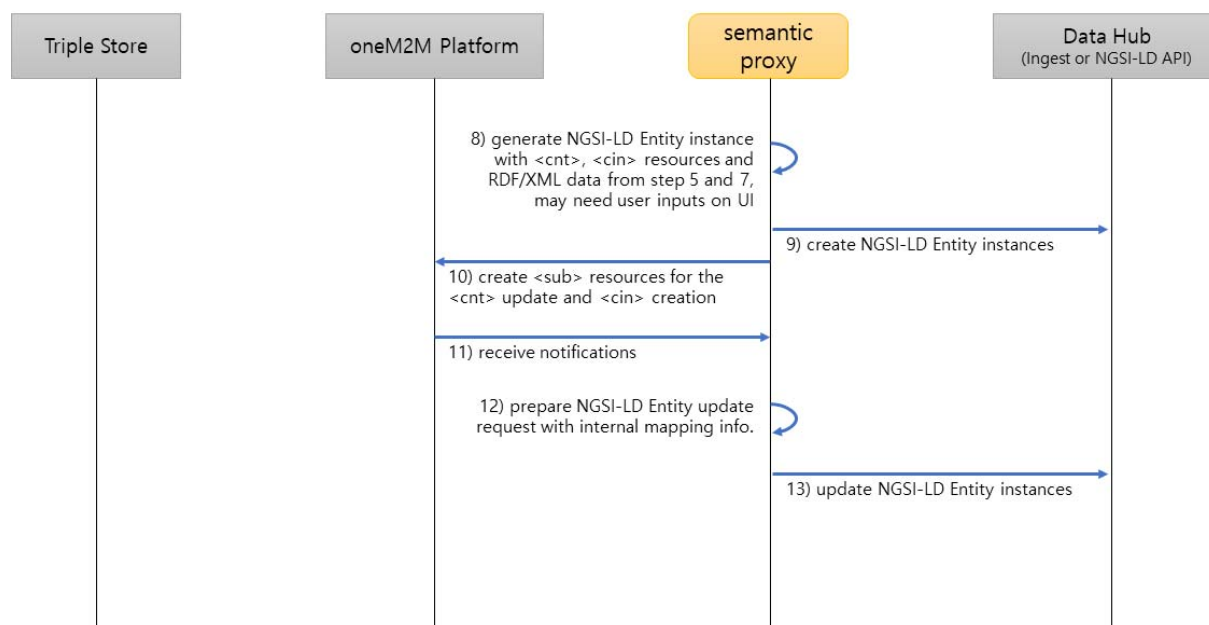 Triple Store
oneM2M Platform
semantic
proxy
Data Hub
(Ingest or NGSI-LD API)
8) generate NGSI-LD Entity instance
with <cnt>, <cin> resources and
RDF/XML data from step 5 and 7,
may need user inputs on UI
9) create NGSI-LD Entity instances
10) create <sub> resources for the
<cnt> update and <cin> creation
11) receive notifications
12) prepare NGSI-LD Entity update
request with internal mapping info.
13) update NGSI-LD Entity instances